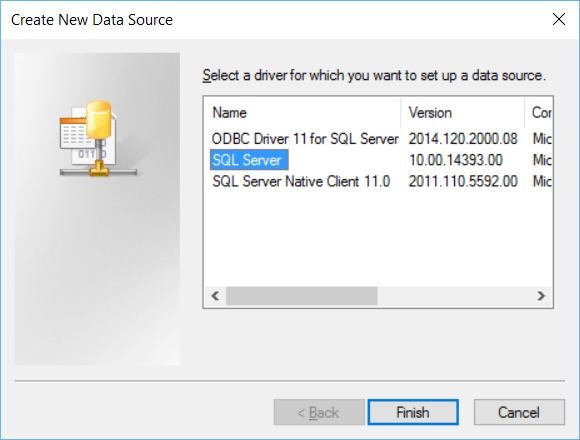 Create New Data Source
Select a driver for which you want to set up a data source.
Name Version Cor
ODBC Driver 11 for SQL Server 2014.120.2000.08 Mic
SQL Server 10.00.14393.00 Mic
SQL Server Native Client 11.0 2011.110.5592.00 Mic
< Back Finish Cancel